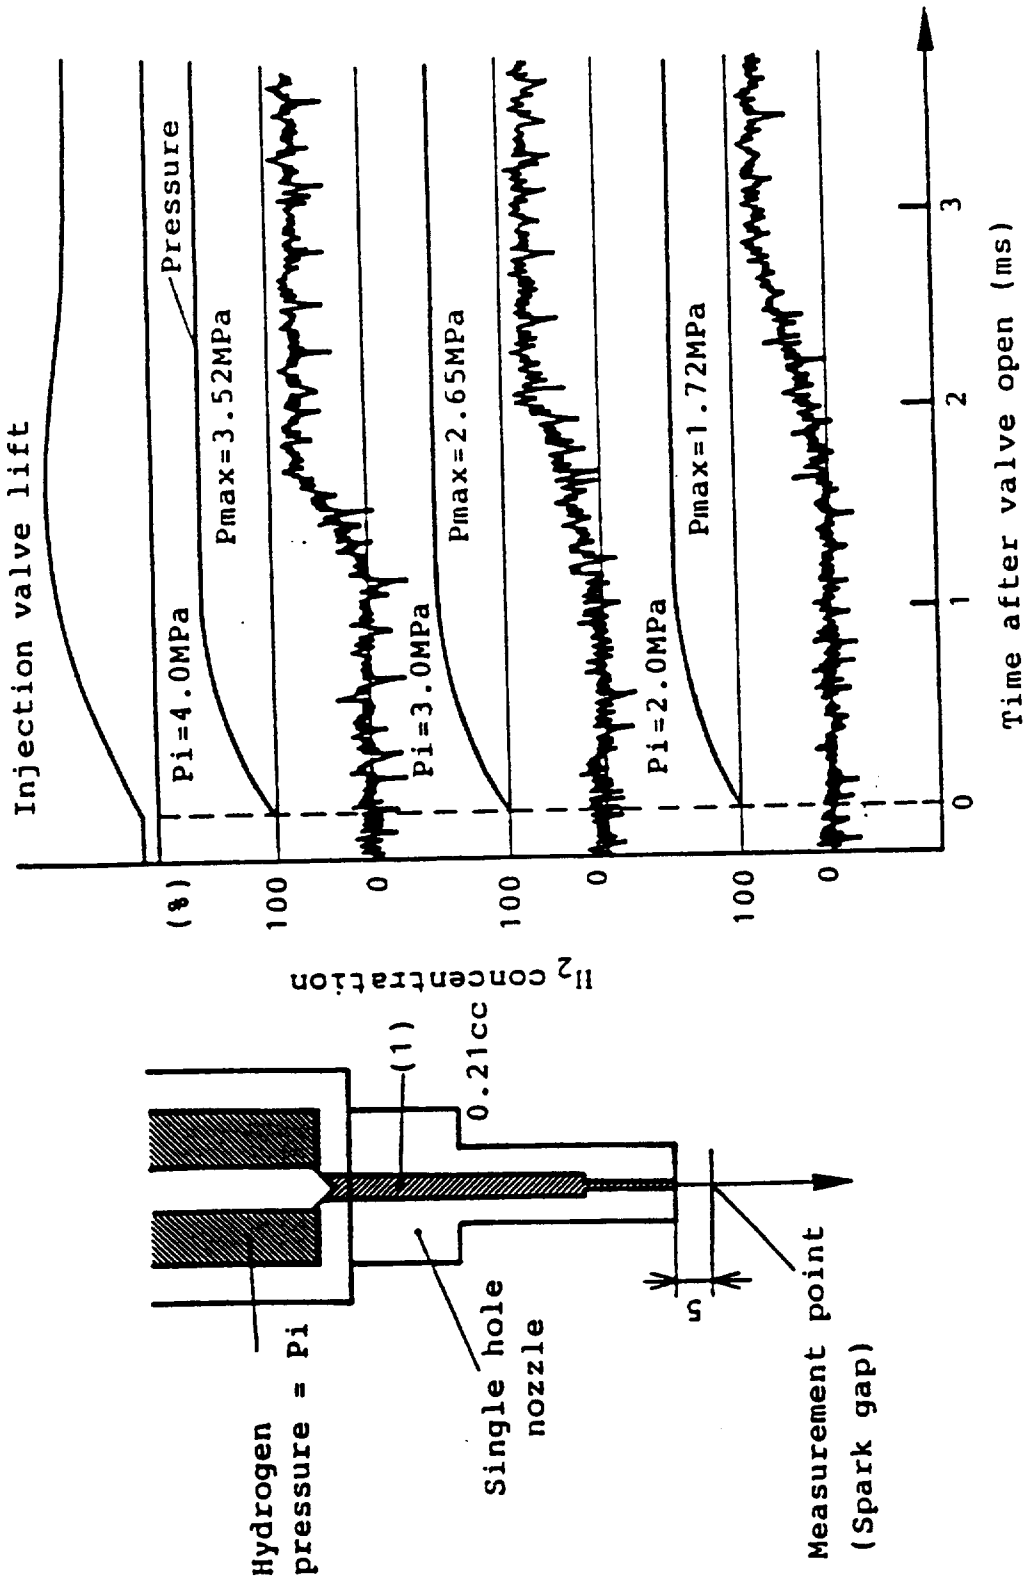 Injection valve lift
Pressure
(%)
Pi=4.0MPa
Pmax=3.52MPa
100
0
Pi=3.0MPa
Pmax=2.65MPa
100
0
Pi=2.0MPa
Pmax=1.72MPa
100
0
H2 concentration
0
1
2
3
Time after valve open (ms)
Hydrogen
pressure = Pi
(1)
0.21cc
Single hole
nozzle
5
Measurement point
(Spark gap)